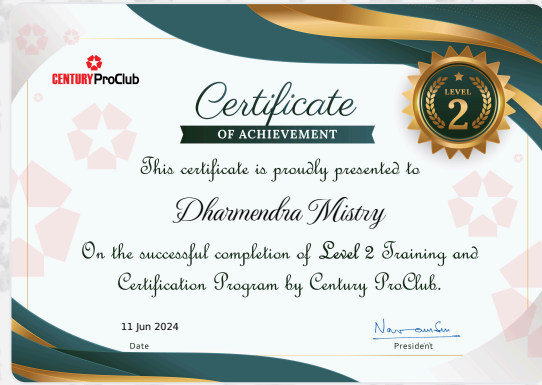 CENTURY ProClub
Certificate
OF ACHIEVEMENT
LEVEL
2
This certificate is proudly presented to
Dharmendra Mistry
On the successful completion of Level 2 Training and
Certification Program by Century ProClub.
11 Jun 2024
Date
President